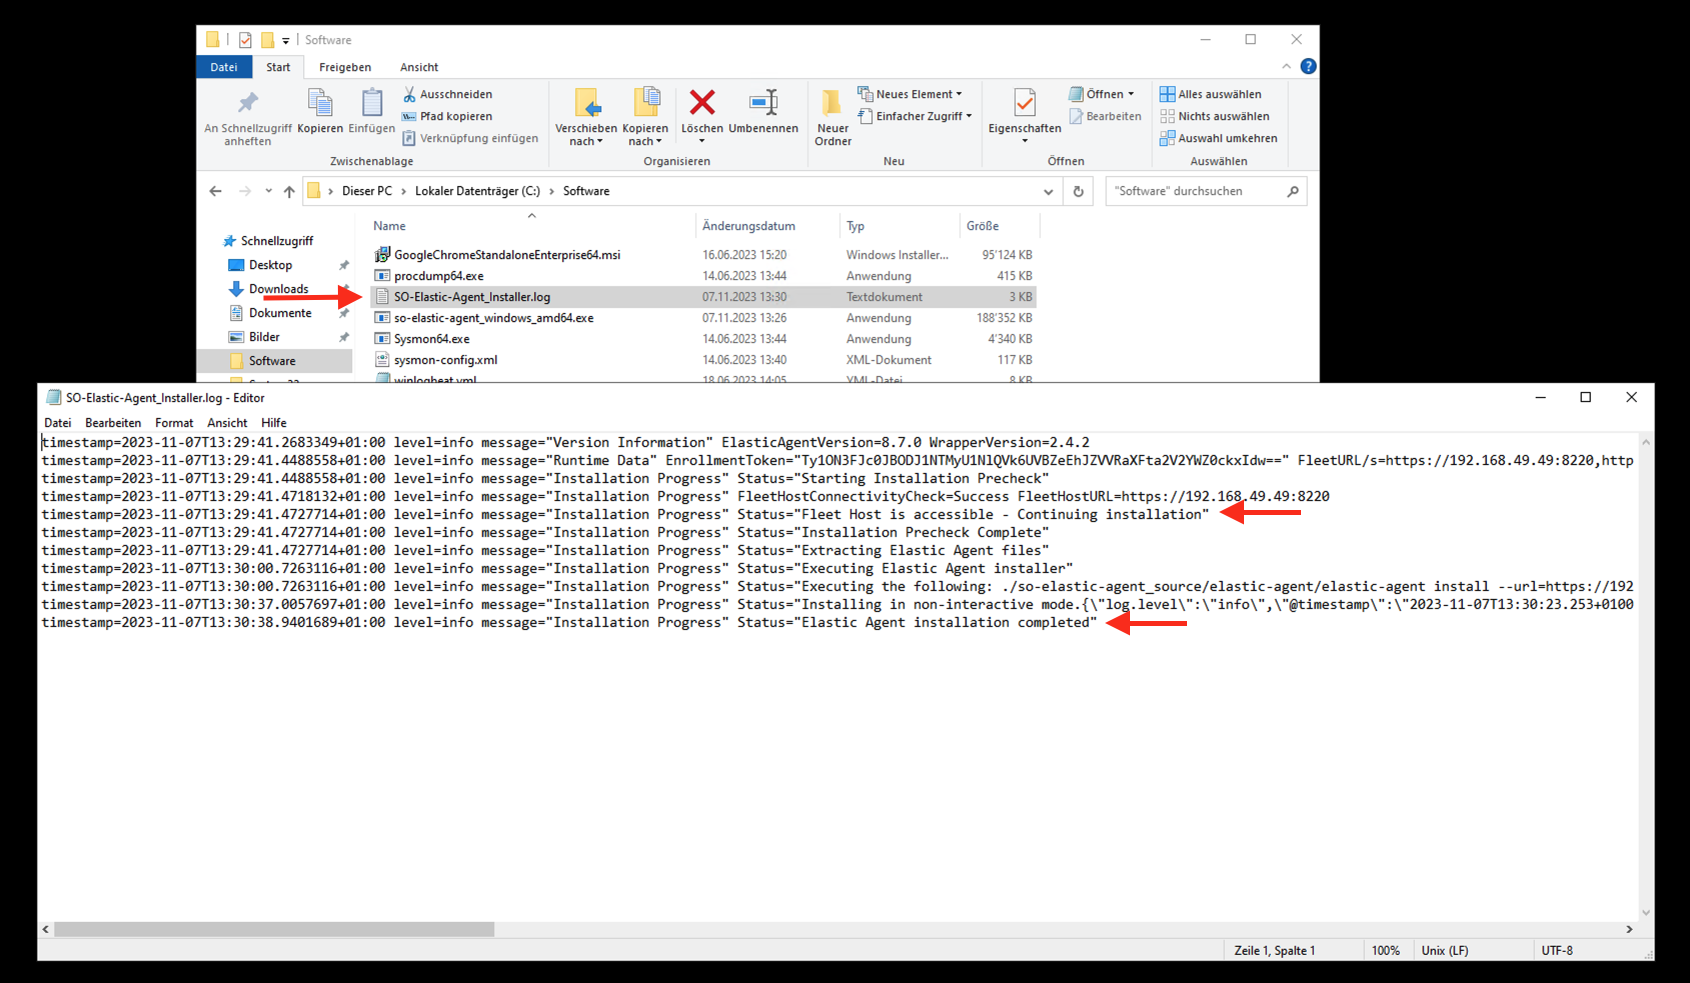 Software
Datei Start Freigeben Ansicht
An Schnellzugriff anheften
Kopieren
Einfügen
Ausschneiden
Pfad kopieren
Verknüpfung einfügen
Zwischenablage
Verschieben nach
Kopieren nach
Löschen
Umbenennen
Organisieren
Neuer Ordner
Neues Element
Einfacher Zugriff
Neu
Eigenschaften
Öffnen
Bearbeiten
Öffnen
Alles auswählen
Nichts auswählen
Auswahl umkehren
Auswählen
Dieser PC > Lokaler Datenträger (C:) > Software
"Software" durchsuchen
Schnellzugriff
Desktop
Downloads
Dokumente
Bilder
Software
Name Änderungsdatum Typ Größe
GoogleChromeStandaloneEnterprise64.msi 16.06.2023 15:20 Windows Installer... 95'124 KB
procdump64.exe 14.06.2023 13:44 Anwendung 415 KB
SO-Elastic-Agent_Installer.log 07.11.2023 13:30 Textdokument 3 KB
so-elastic-agent_windows_amd64.exe 07.11.2023 13:26 Anwendung 188'352 KB
Sysmon64.exe 14.06.2023 13:44 Anwendung 4'340 KB
sysmon-config.xml 14.06.2023 13:40 XML-Dokument 117 KB
winlogbeat.yml 18.06.2023 14:05 YML-Datei 8 KB
SO-Elastic-Agent_Installer.log - Editor
Datei Bearbeiten Format Ansicht Hilfe
timestamp=2023-11-07T13:29:41.2683349+01:00 level=info message="Version Information" ElasticAgentVersion=8.7.0 WrapperVersion=2.4.2
timestamp=2023-11-07T13:29:41.4488558+01:00 level=info message="Runtime Data" EnrollmentToken="Ty1ON3FJc0JBODJ1NTMyU1NlQVk6UVBZeEhJZVVRaXFta2V2YWZ0ckxIdw==" FleetURL/s=https://192.168.49.49:8220,http
timestamp=2023-11-07T13:29:41.4488558+01:00 level=info message="Installation Progress" Status="Starting Installation Precheck"
timestamp=2023-11-07T13:29:41.4718132+01:00 level=info message="Installation Progress" FleetHostConnectivityCheck=Success FleetHostURL=https://192.168.49.49:8220
timestamp=2023-11-07T13:29:41.4727714+01:00 level=info message="Installation Progress" Status="Fleet Host is accessible - Continuing installation"
timestamp=2023-11-07T13:29:41.4727714+01:00 level=info message="Installation Progress" Status="Installation Precheck Complete"
timestamp=2023-11-07T13:29:41.4727714+01:00 level=info message="Installation Progress" Status="Extracting Elastic Agent files"
timestamp=2023-11-07T13:30:00.7263116+01:00 level=info message="Installation Progress" Status="Executing Elastic Agent installer"
timestamp=2023-11-07T13:30:00.7263116+01:00 level=info message="Installation Progress" Status="Executing the following: ./so-elastic-agent_source/elastic-agent/elastic-agent install --url=https://192
timestamp=2023-11-07T13:30:37.0057697+01:00 level=info message="Installation Progress" Status="Installing in non-interactive mode.{\"log.level\":\"info\",\"@timestamp\":\"2023-11-07T13:30:23.253+0100
timestamp=2023-11-07T13:30:38.9401689+01:00 level=info message="Installation Progress" Status="Elastic Agent installation completed"
Zeile 1, Spalte 1 100% Unix (LF) UTF-8